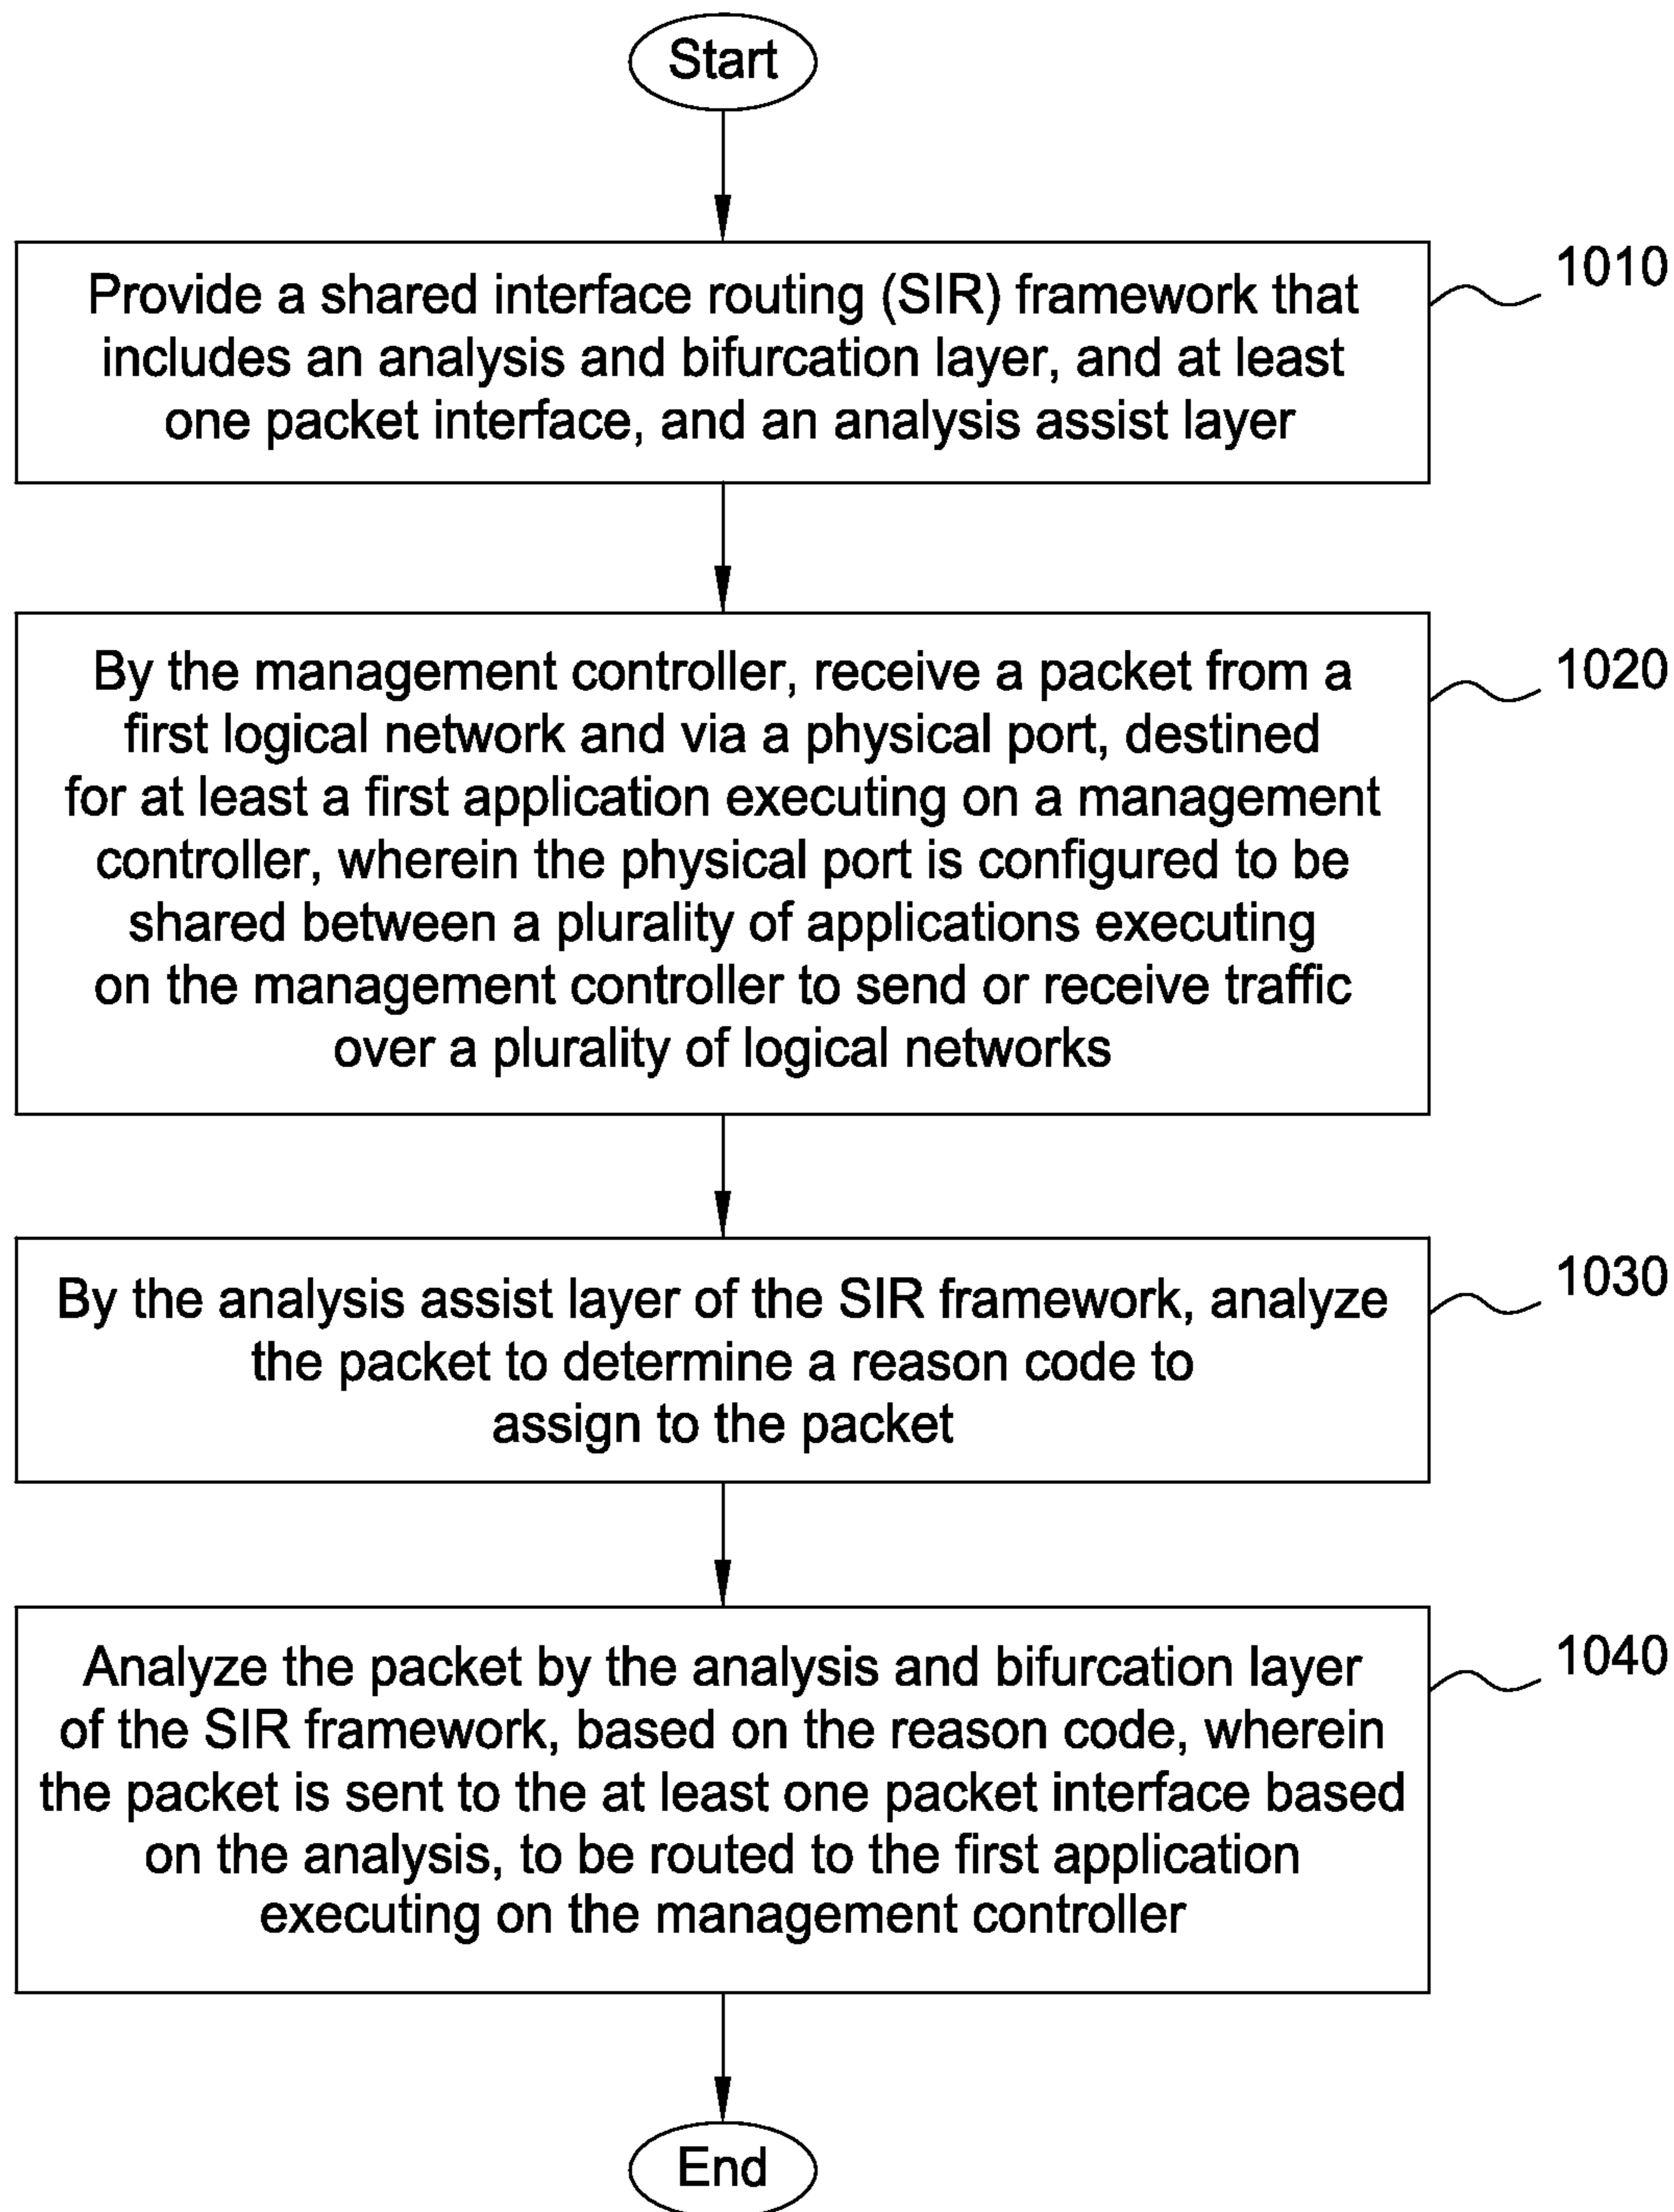 Start
Provide a shared interface routing (SIR) framework that
includes an analysis and bifurcation layer, and at least
one packet interface, and an analysis assist layer
1010
By the management controller, receive a packet from a
first logical network and via a physical port, destined
for at least a first application executing on a management
controller, wherein the physical port is configured to be
shared between a plurality of applications executing
on the management controller to send or receive traffic
over a plurality of logical networks
1020
By the analysis assist layer of the SIR framework, analyze
the packet to determine a reason code to
assign to the packet
1030
Analyze the packet by the analysis and bifurcation layer
of the SIR framework, based on the reason code, wherein
the packet is sent to the at least one packet interface based
on the analysis, to be routed to the first application
executing on the management controller
1040
End